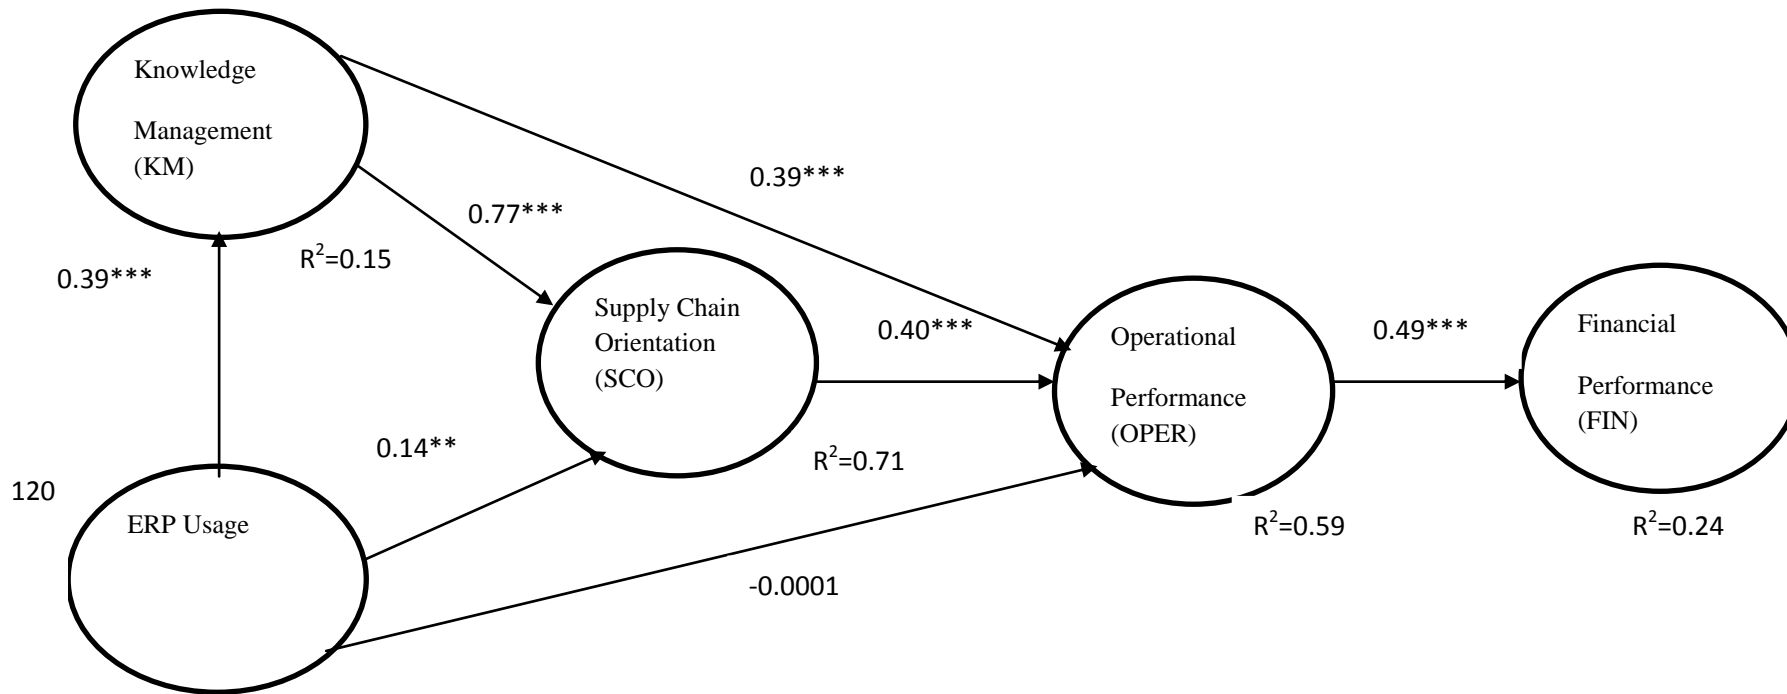 Knowledge
Management
(KM)
0.39***
0.77***
R²=0.15
0.39***
Supply Chain
Orientation
(SCO)
0.40***
Operational
Performance
(OPER)
0.49***
Financial
Performance
(FIN)
0.14**
R²=0.71
120
ERP Usage
R²=0.59
R²=0.24
-0.0001